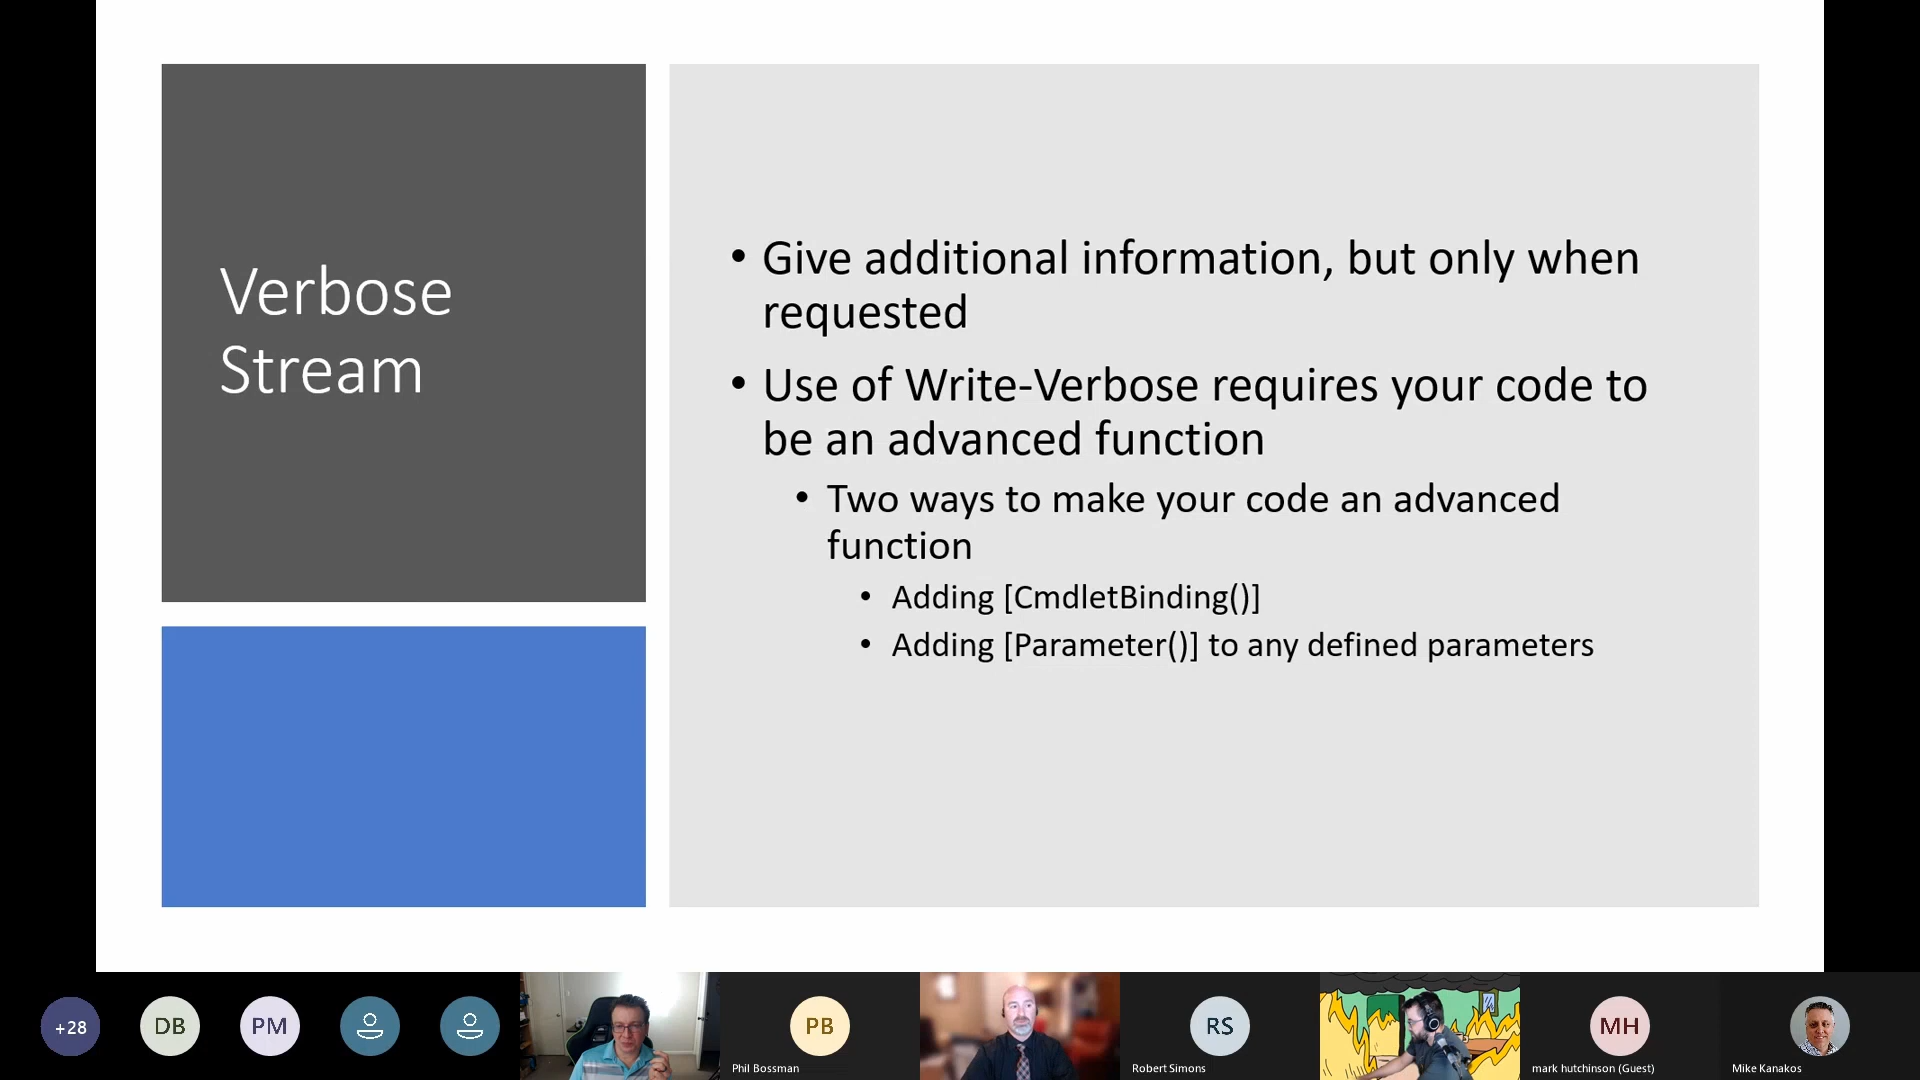 Verbose
Stream
• Give additional information, but only when
requested
• Use of Write-Verbose requires your code to
be an advanced function
• Two ways to make your code an advanced
function
• Adding [CmdletBinding()]
• Adding [Parameter()] to any defined parameters
+28
DB
PM
PB
Phil Bossman
RS
Robert Simons
MH
mark hutchinson (Guest)
Mike Kanakos